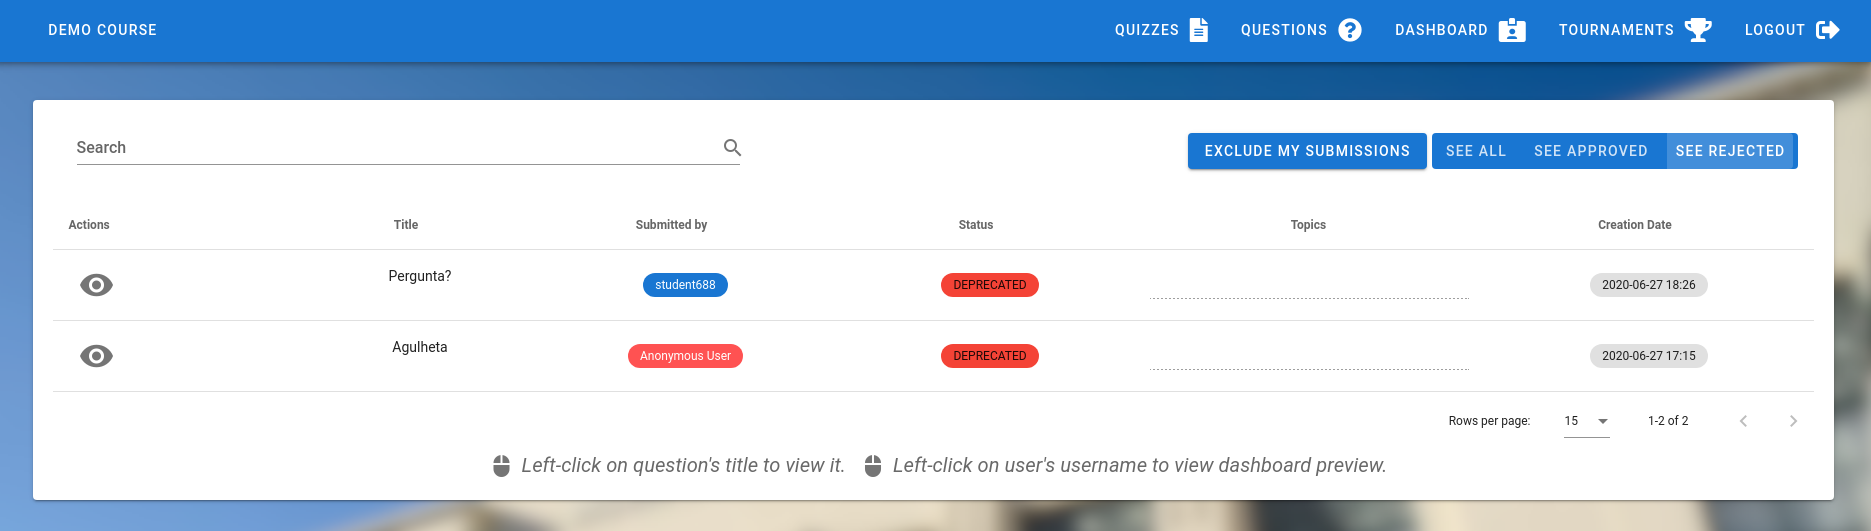 DEMO COURSE QUIZZES QUESTIONS DASHBOARD TOURNAMENTS LOGOUT
Search EXCLUDE MY SUBMISSIONS SEE ALL SEE APPROVED SEE REJECTED
Actions Title Submitted by Status Topics Creation Date
Pergunta? student688 DEPRECATED 2020-06-27 18:26
Agulheta Anonymous User DEPRECATED 2020-06-27 17:15
Rows per page: 15 1-2 of 2
Left-click on question's title to view it. Left-click on user's username to view dashboard preview.